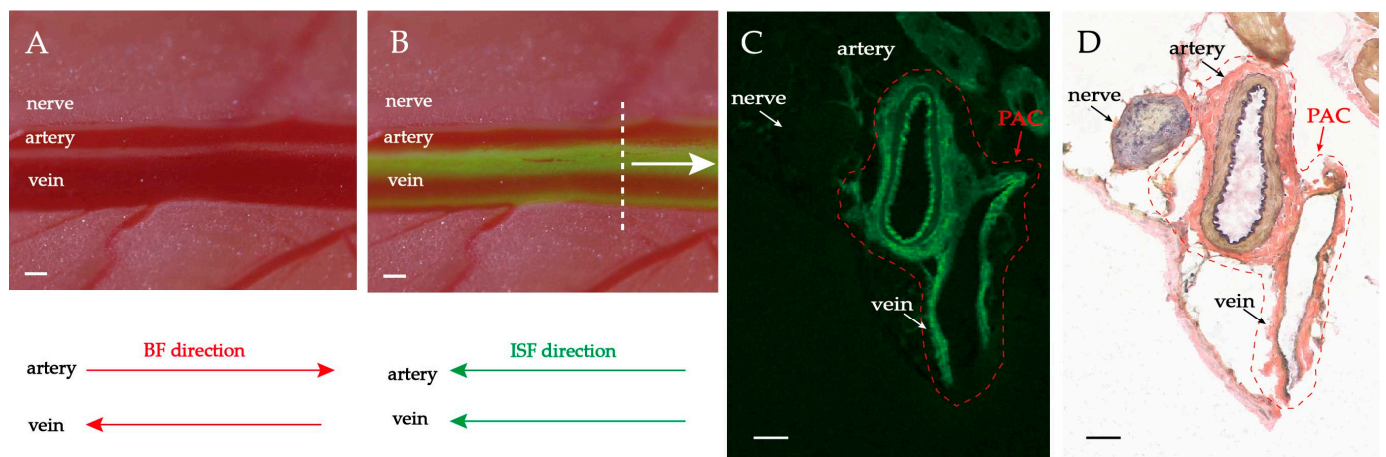 A
nerve
artery
vein
B
nerve
artery
vein
C
artery
nerve
PAC
vein
D
artery
nerve
PAC
vein
BF direction
artery
vein
ISF direction
artery
vein